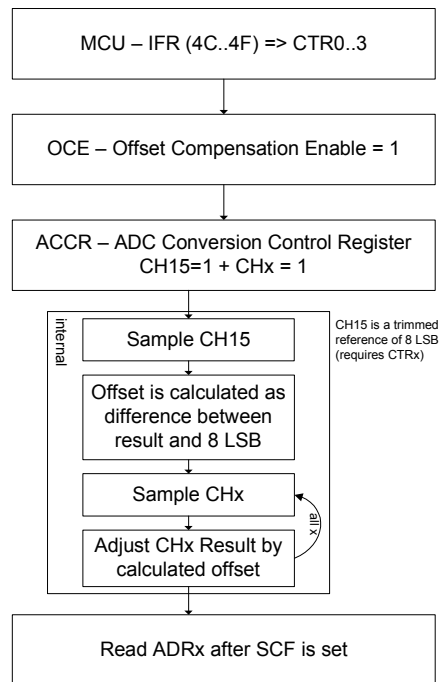 MCU – IFR (4C..4F) => CTR0..3
OCE – Offset Compensation Enable = 1
ACCR – ADC Conversion Control Register
CH15=1 + CHx = 1
internal
CH15 is a trimmed
reference of 8 LSB
(requires CTRx)
Sample CH15
Offset is calculated as
difference between
result and 8 LSB
Sample CHx
all x
Adjust CHx Result by
calculated offset
Read ADRx after SCF is set